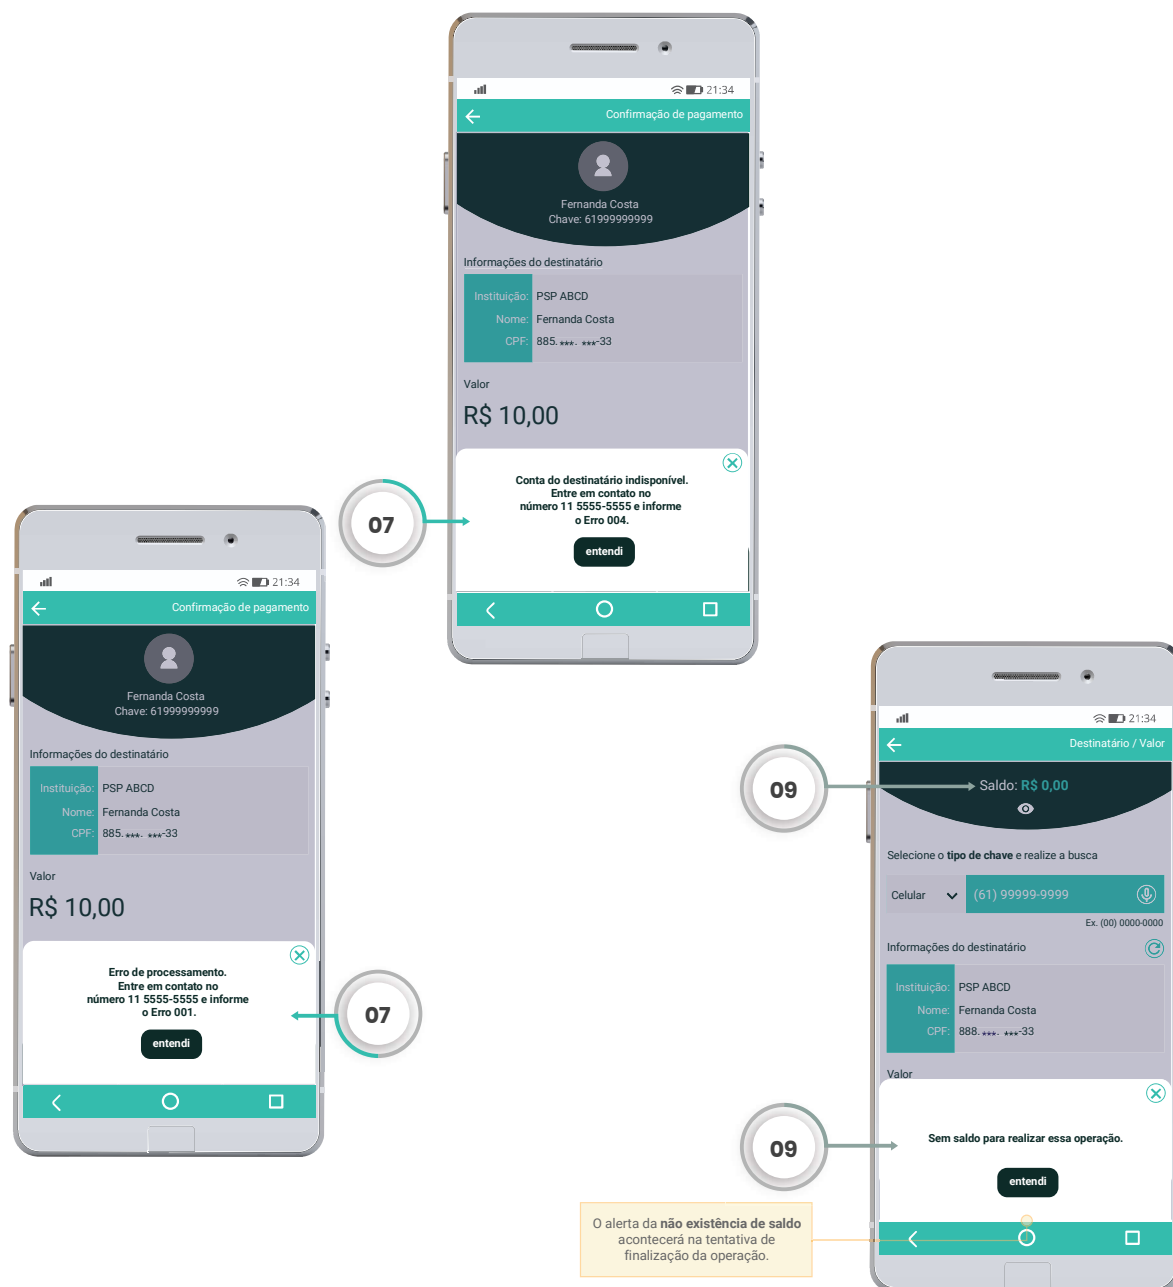 21:34
Confirmação de pagamento
Fernanda Costa
Chave: 61999999999
Informações do destinatário
Instituição: PSP ABCD
Nome: Fernanda Costa
CPF: 885.***. ***-33
Valor
R$ 10,00
Conta do destinatário indisponível.
Entre em contato no
número 11 5555-5555 e informe
o Erro 004.
entendi
07
21:34
Confirmação de pagamento
Fernanda Costa
Chave: 61999999999
Informações do destinatário
Instituição: PSP ABCD
Nome: Fernanda Costa
CPF: 885.***. ***-33
Valor
R$ 10,00
Erro de processamento.
Entre em contato no
número 11 5555-5555 e informe
o Erro 001.
entendi
07
21:34
Destinatário / Valor
09
Saldo: R$ 0,00
Selecione o tipo de chave e realize a busca
Celular (61) 99999-9999
Ex. (00) 0000-0000
Informações do destinatário
Instituição: PSP ABCD
Nome: Fernanda Costa
CPF: 888.***. ***-33
Valor
09
Sem saldo para realizar essa operação.
entendi
O alerta da não existência de saldo
acontecerá na tentativa de
finalização da operação.